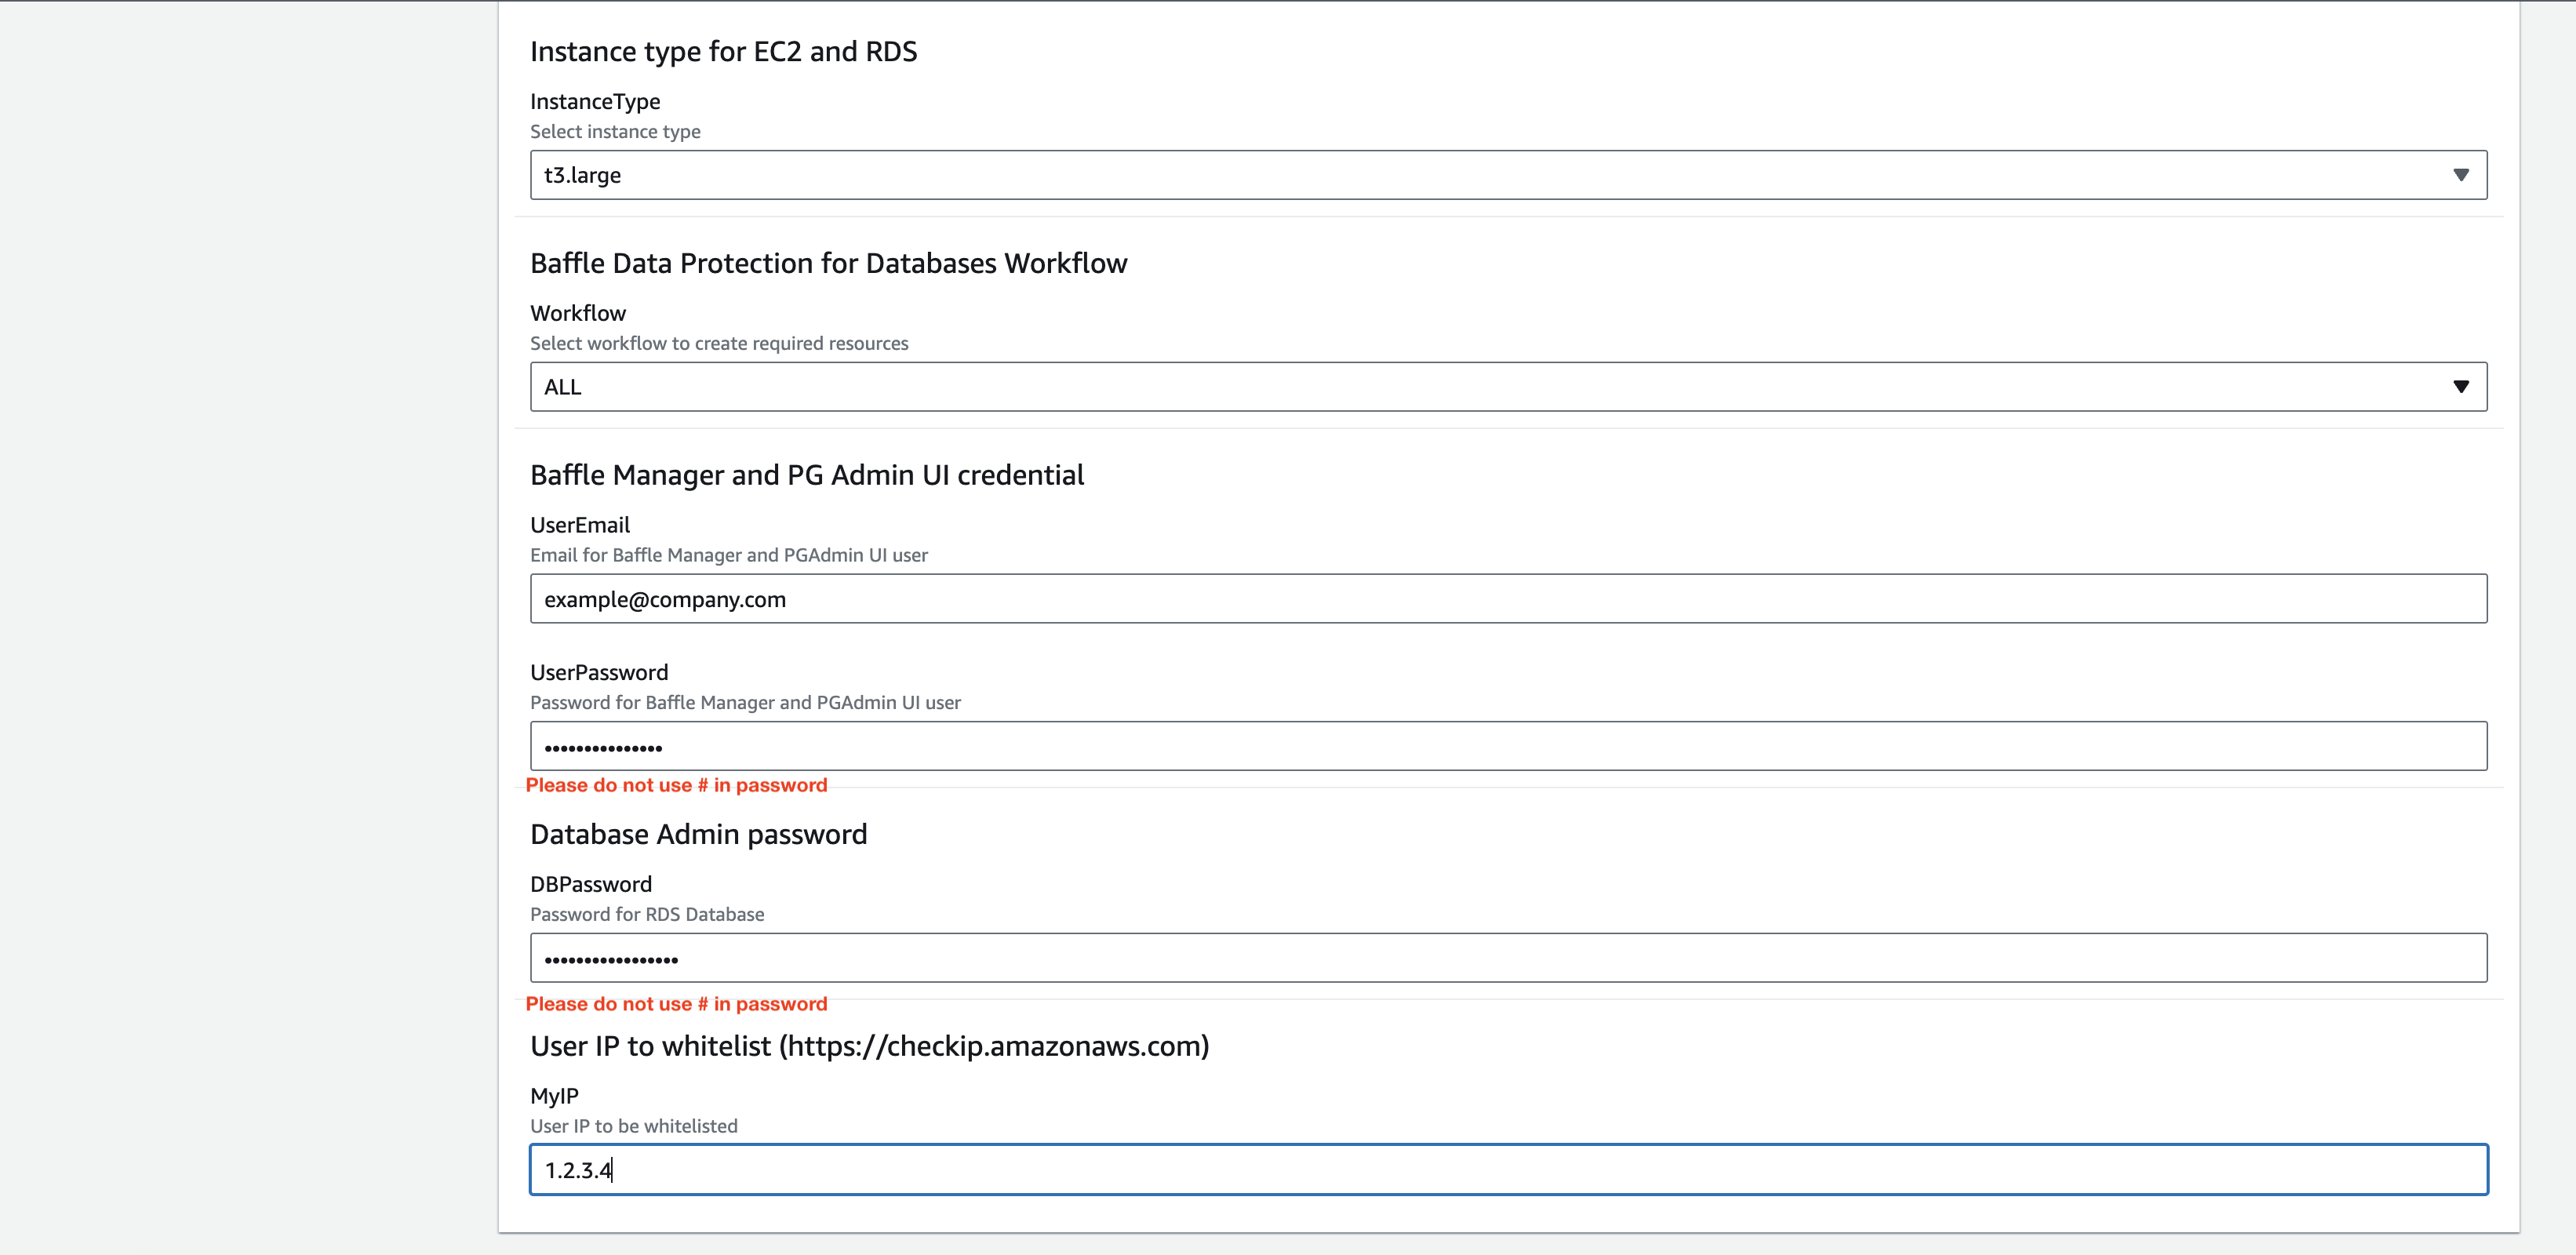 Instance type for EC2 and RDS
InstanceType
Select instance type
t3.large
Baffle Data Protection for Databases Workflow
Workflow
Select workflow to create required resources
ALL
Baffle Manager and PG Admin UI credential
UserEmail
Email for Baffle Manager and PGAdmin UI user
example@company.com
UserPassword
Password for Baffle Manager and PGAdmin UI user
•••••••••••••••
Please do not use # in password
Database Admin password
DBPassword
Password for RDS Database
•••••••••••••••••
Please do not use # in password
User IP to whitelist (https://checkip.amazonaws.com)
MyIP
User IP to be whitelisted
1.2.3.4